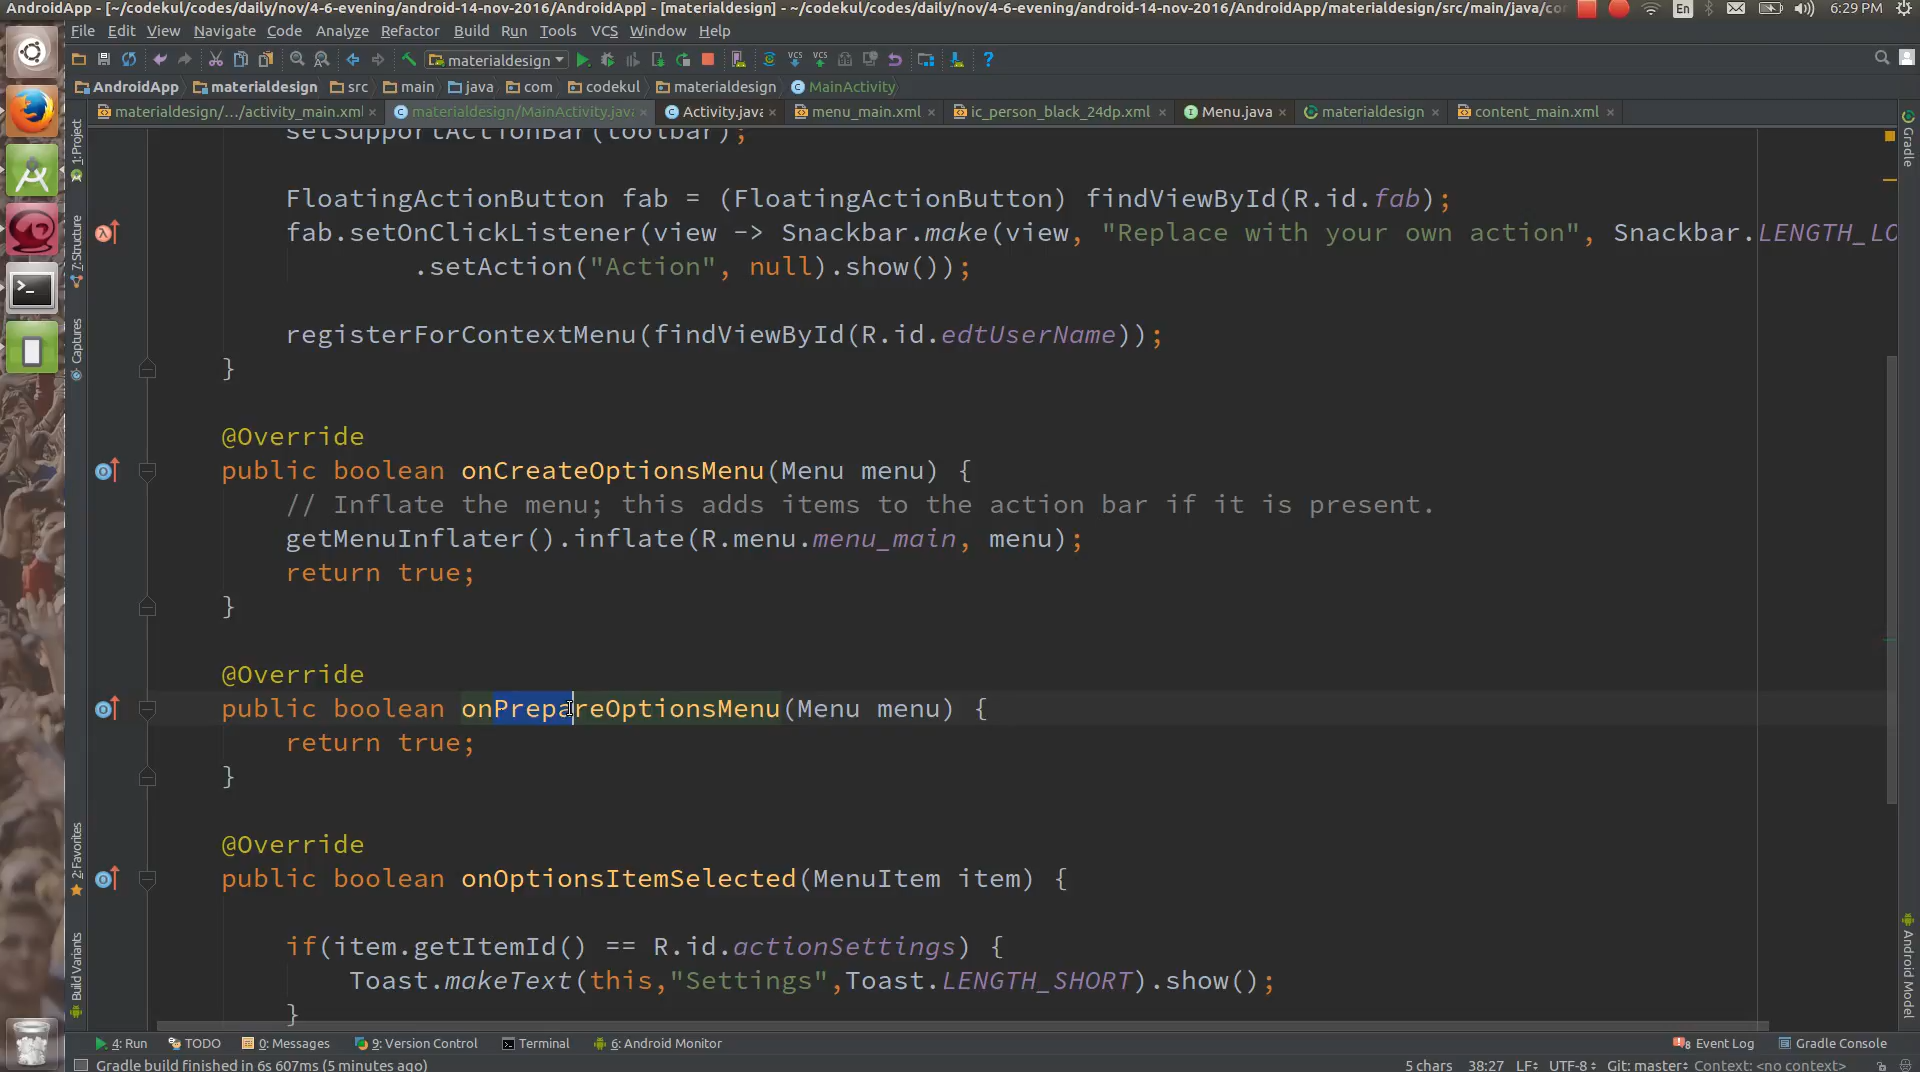 AndroidApp - [~/codekul/codes/daily/nov/4-6-evening/android-14-nov-2016/AndroidApp] - [materialdesign] - ~/codekul/codes/daily/nov/4-6-evening/android-14-nov-2016/AndroidApp/materialdesign/src/main/java/co
En
6:29 PM
File Edit View Navigate Code Analyze Refactor Build Run Tools VCS Window Help
materialdesign
AndroidApp materialdesign src main java com codekul materialdesign MainActivity
materialdesign/.../activity_main.xml materialdesign/MainActivity.java Activity.java menu_main.xml ic_person_black_24dp.xml Menu.java materialdesign content_main.xml
1: Project
7: Structure
Captures
2: Favorites
Build Variants
Gradle
Android Model
setSupportActionBar(toolbar);
FloatingActionButton fab = (FloatingActionButton) findViewById(R.id.fab);
fab.setOnClickListener(view -> Snackbar.make(view, "Replace with your own action", Snackbar.LENGTH_LO
.setAction("Action", null).show());
registerForContextMenu(findViewById(R.id.edtUserName));
}
@Override
public boolean onCreateOptionsMenu(Menu menu) {
// Inflate the menu; this adds items to the action bar if it is present.
getMenuInflater().inflate(R.menu.menu_main, menu);
return true;
}
@Override
public boolean onPrepareOptionsMenu(Menu menu) {
return true;
}
@Override
public boolean onOptionsItemSelected(MenuItem item) {
if(item.getItemId() == R.id.actionSettings) {
Toast.makeText(this,"Settings",Toast.LENGTH_SHORT).show();
}
4: Run TODO 0: Messages 9: Version Control Terminal 6: Android Monitor 8 Event Log Gradle Console
Gradle build finished in 6s 607ms (5 minutes ago) 5 chars 38:27 LF UTF-8 Git: master Context: <no context>